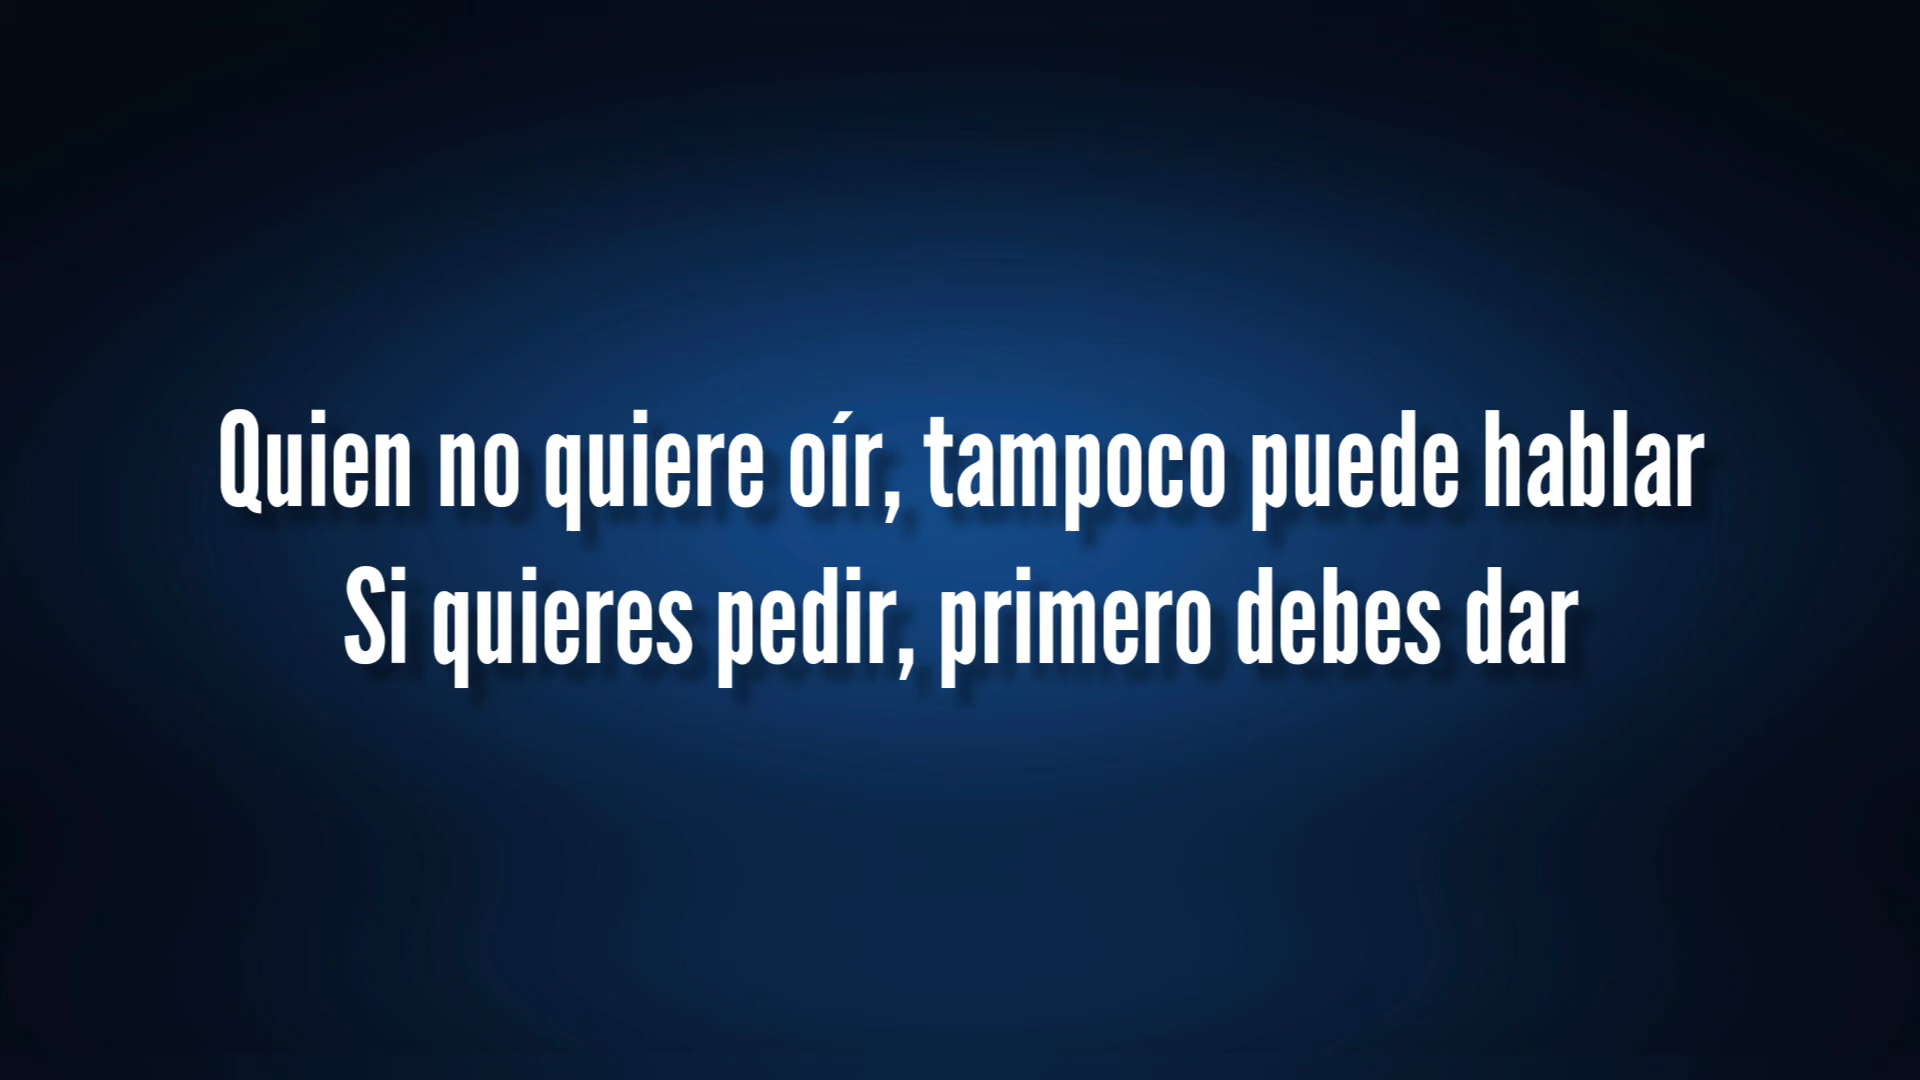 Quien no quiere oír, tampoco puede hablar
Si quieres pedir, primero debes dar